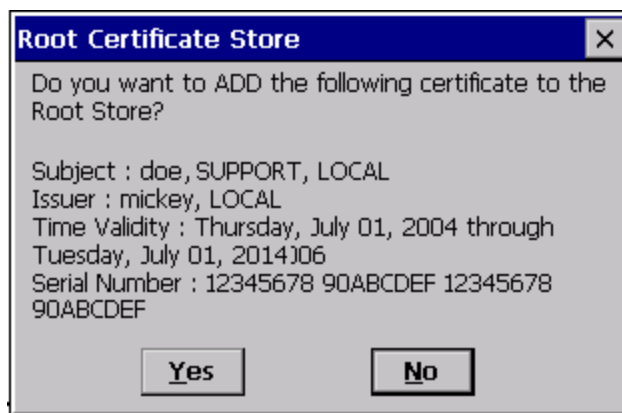 Root Certificate Store
Do you want to ADD the following certificate to the
Root Store?
Subject : doe, SUPPORT, LOCAL
Issuer : mickey, LOCAL
Time Validity : Thursday, July 01, 2004 through
Tuesday, July 01, 2014)06
Serial Number : 12345678 90ABCDEF 12345678
90ABCDEF
Yes No